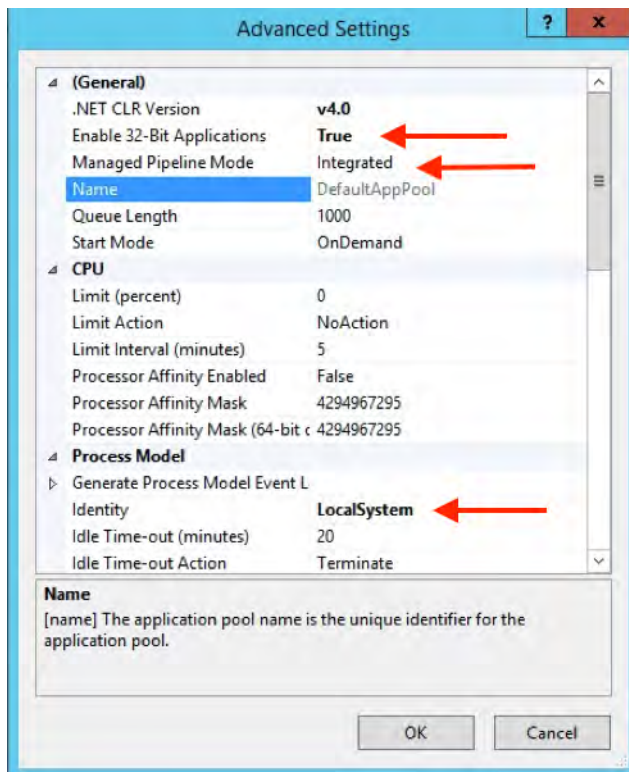 Advanced Settings
? x
(General)
.NET CLR Version v4.0
Enable 32-Bit Applications True
Managed Pipeline Mode Integrated
Name DefaultAppPool
Queue Length 1000
Start Mode OnDemand
CPU
Limit (percent) 0
Limit Action NoAction
Limit Interval (minutes) 5
Processor Affinity Enabled False
Processor Affinity Mask 4294967295
Processor Affinity Mask (64-bit c 4294967295
Process Model
Generate Process Model Event L
Identity LocalSystem
Idle Time-out (minutes) 20
Idle Time-out Action Terminate
Name
[name] The application pool name is the unique identifier for the
application pool.
OK Cancel